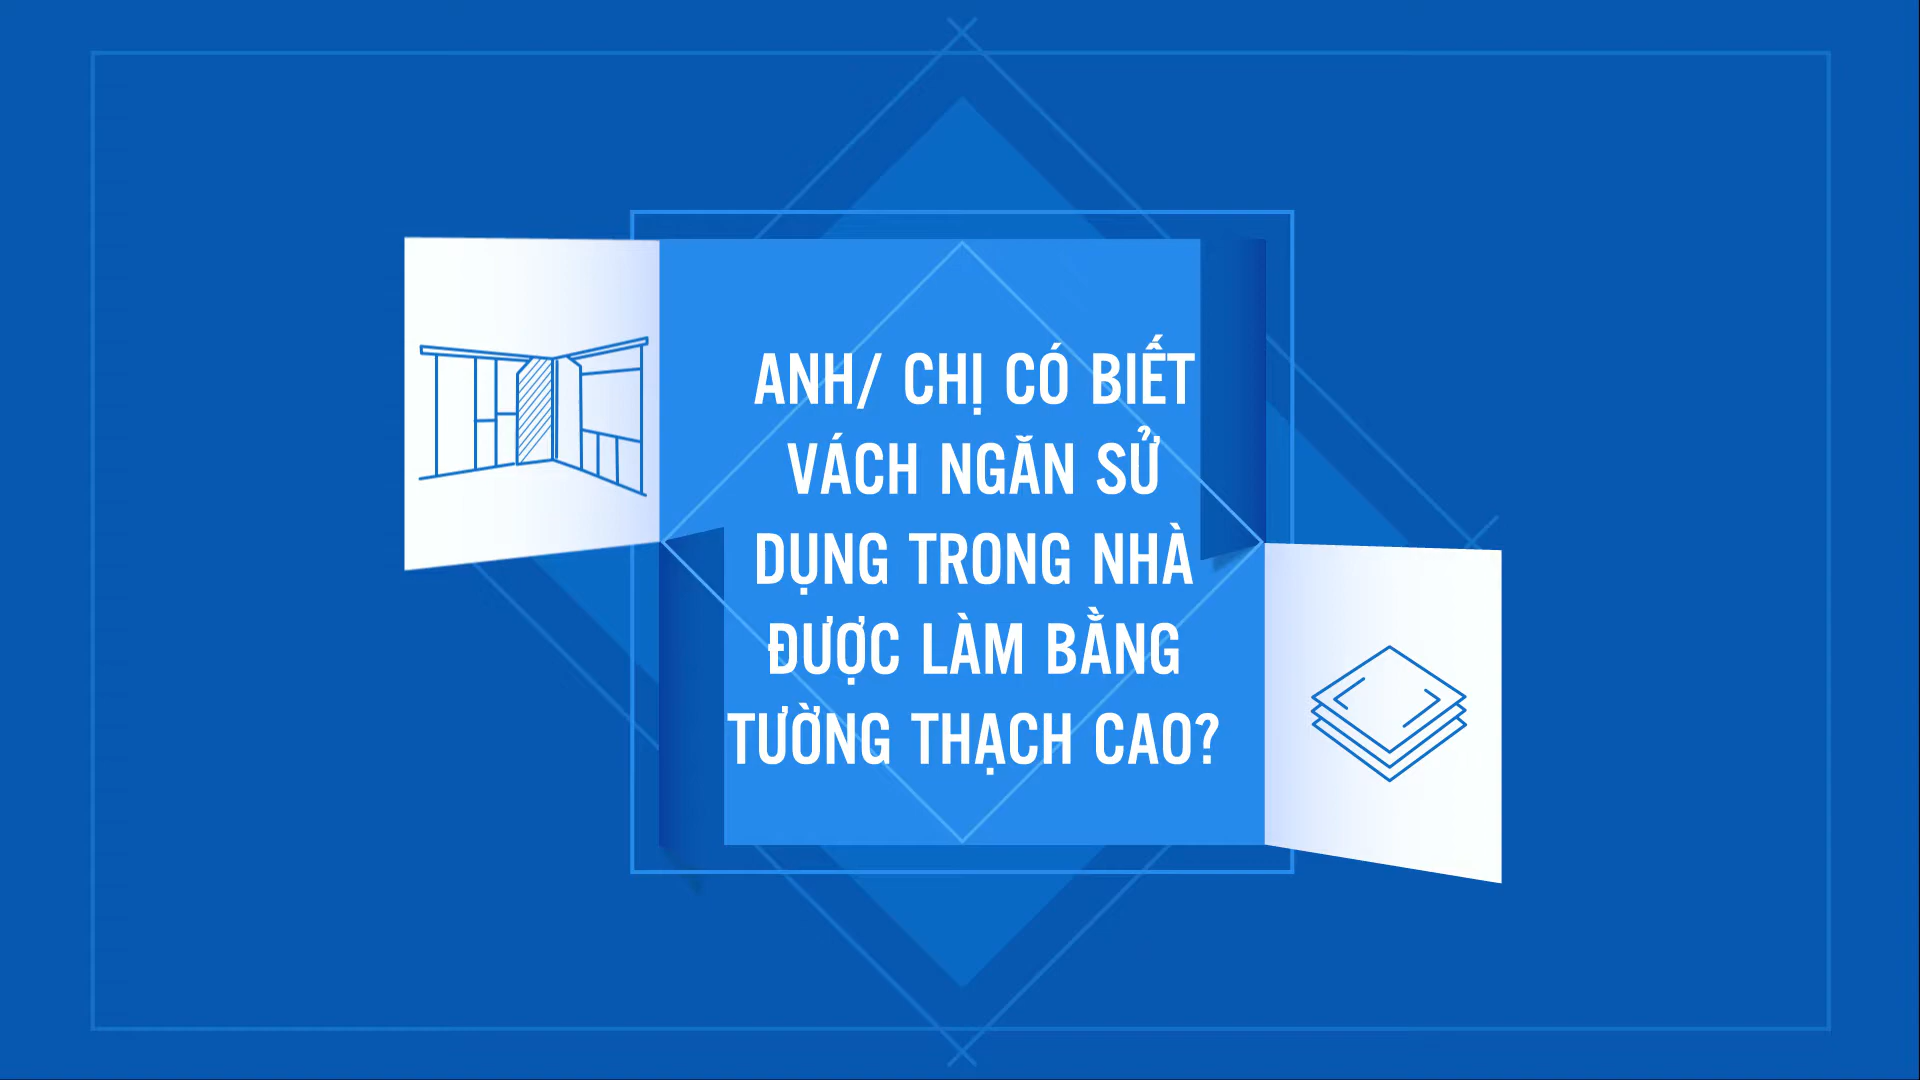 ANH/ CHỊ CÓ BIẾT
VÁCH NGĂN SỬ
DỤNG TRONG NHÀ
ĐƯỢC LÀM BẰNG
TƯỜNG THẠCH CAO?